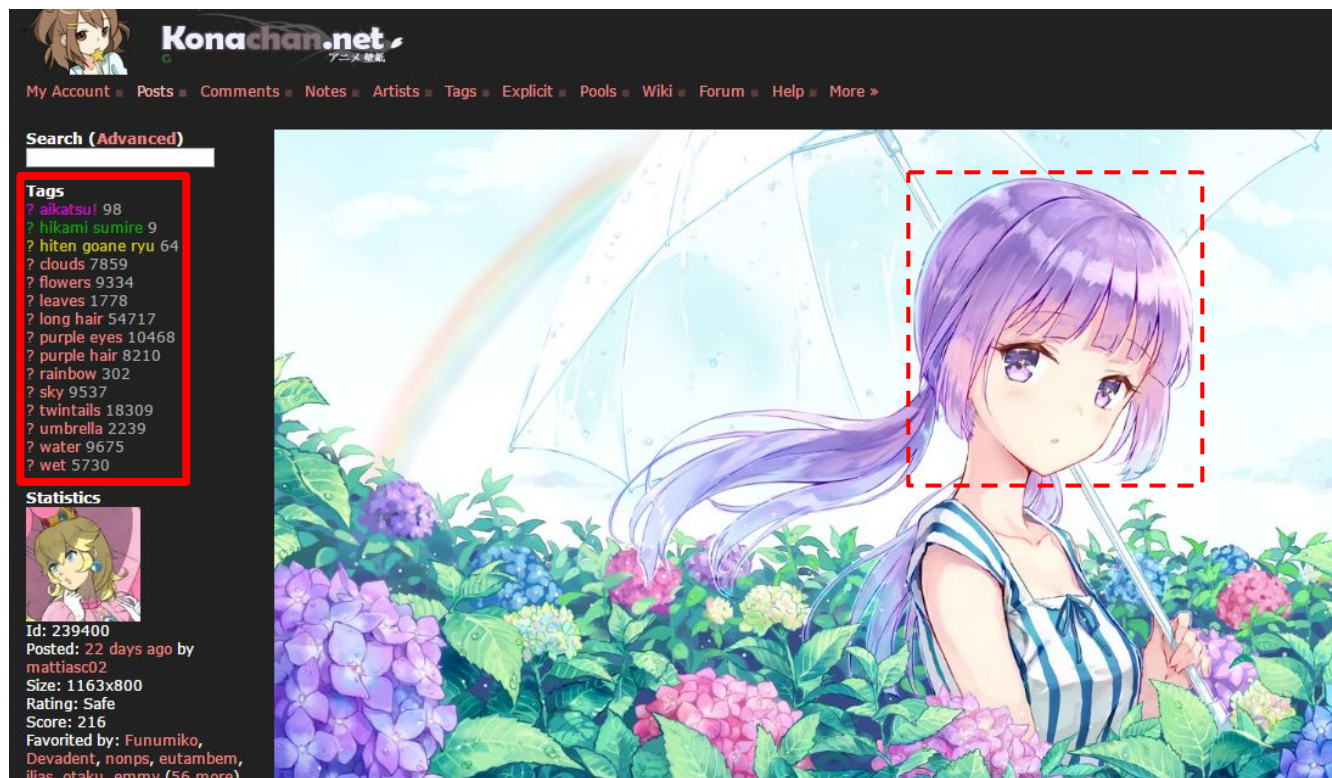 Konachan.net
G
アニメ壁紙
My Account Posts Comments Notes Artists Tags Explicit Pools Wiki Forum Help More »
Search (Advanced)
Tags
? aikatsu! 98
? hikami sumire 9
? hiten goane ryu 64
? clouds 7859
? flowers 9334
? leaves 1778
? long hair 54717
? purple eyes 10468
? purple hair 8210
? rainbow 302
? sky 9537
? twintails 18309
? umbrella 2239
? water 9675
? wet 5730
Statistics
Id: 239400
Posted: 22 days ago by
mattiasc02
Size: 1163x800
Rating: Safe
Score: 216
Favorited by: Funumiko,
Devadent, nonps, eutambem,
ilias, otaku_emmy (56 more)